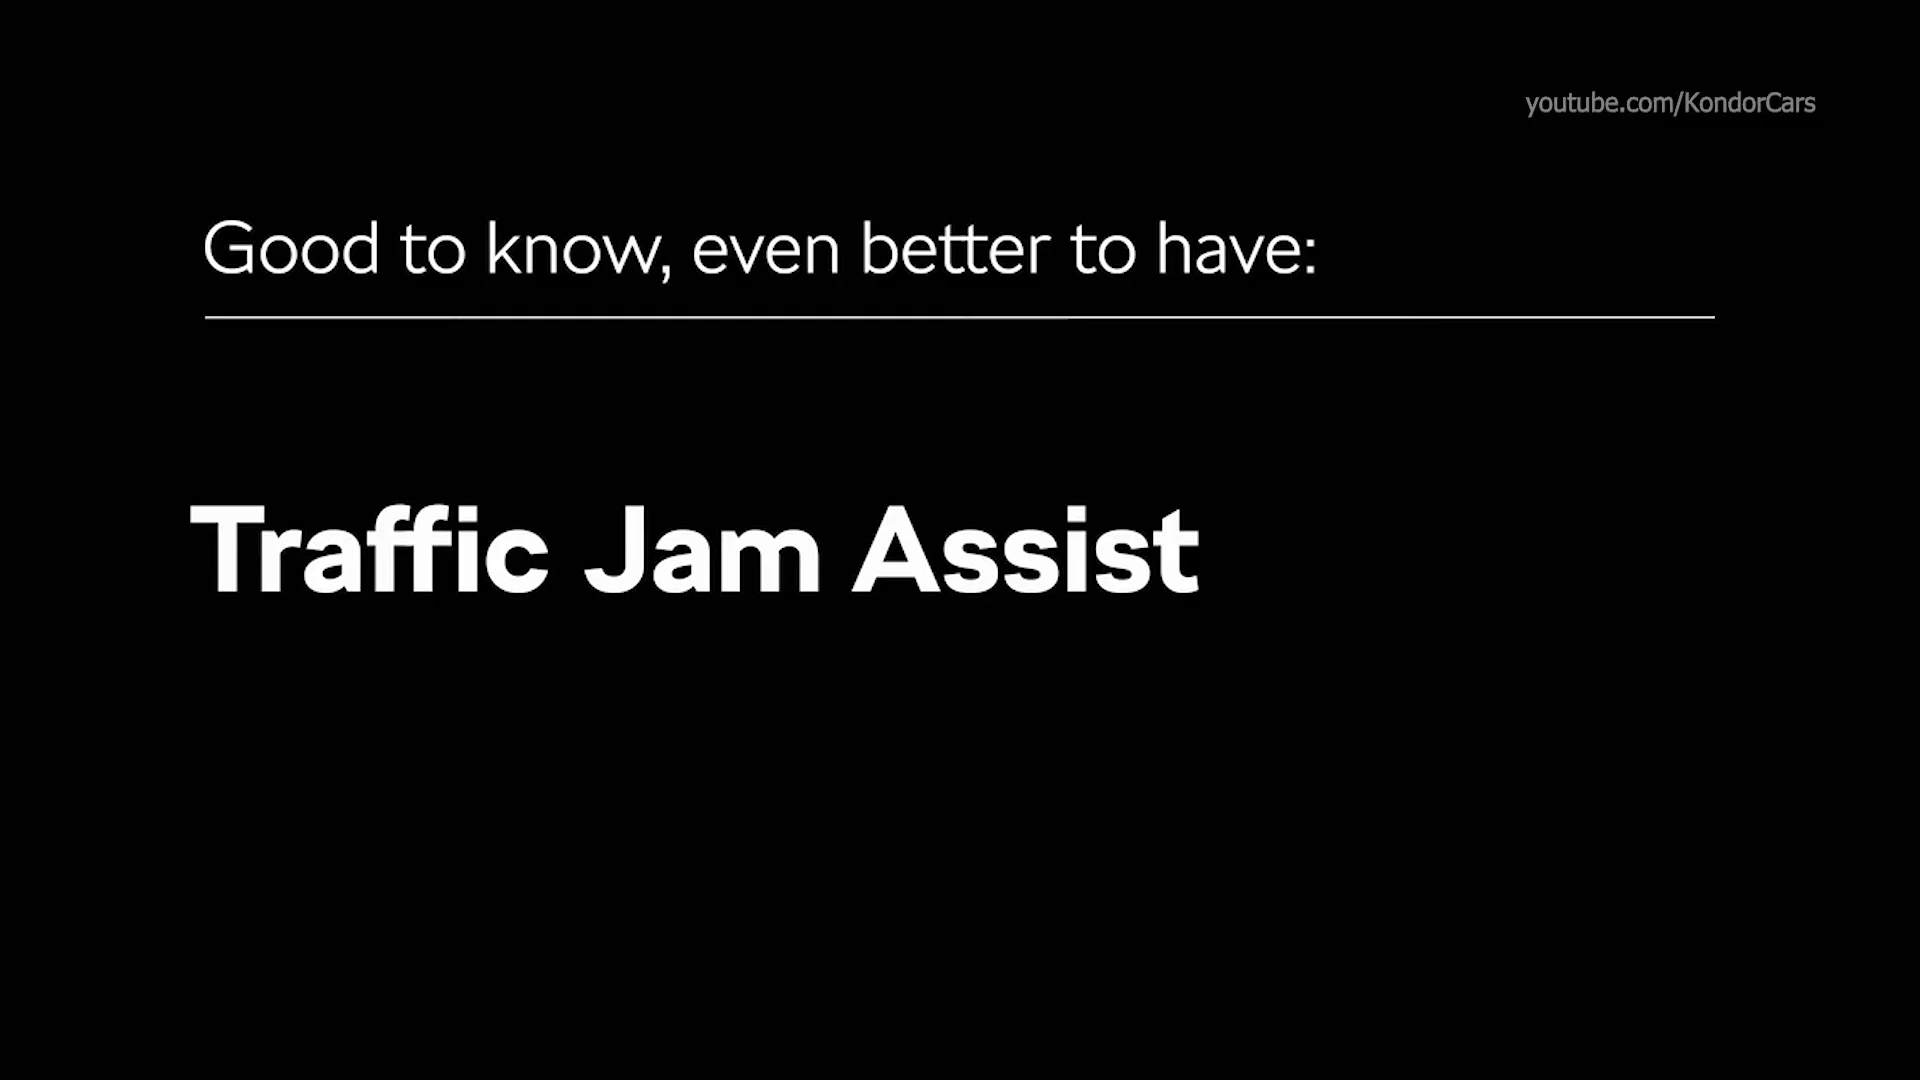 youtube.com/KondorCars
Good to know, even better to have:
Traffic Jam Assist